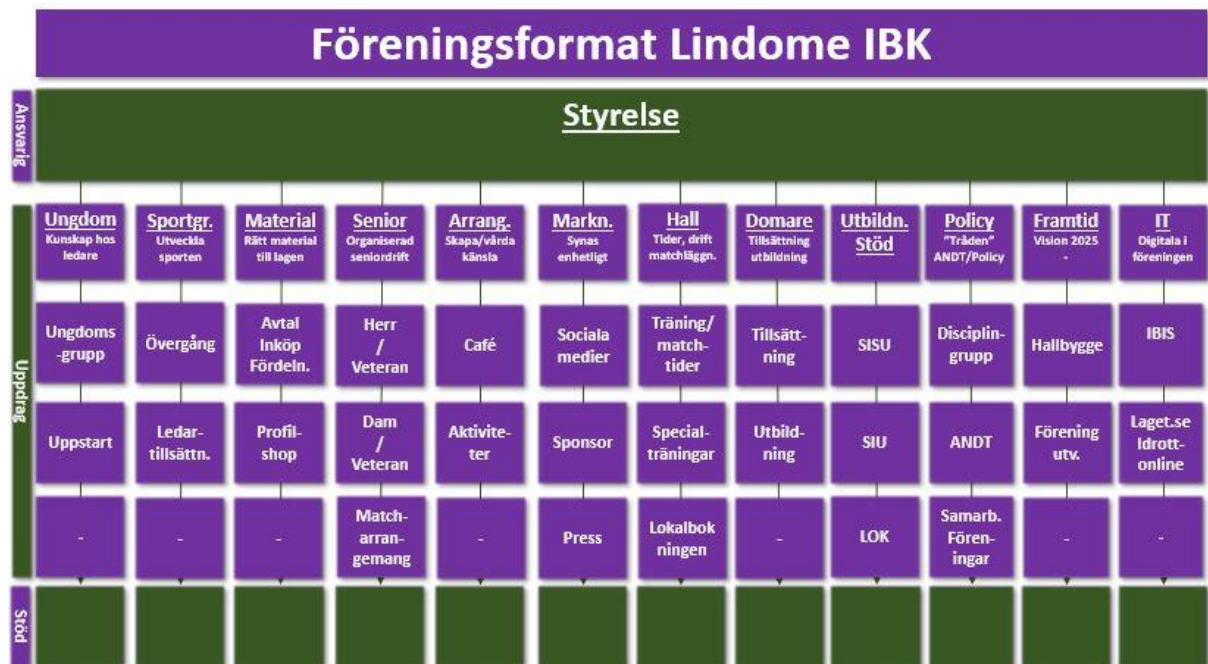 Föreningsformat Lindome IBK
Ansvarig
Styrelse
Uppdrag
Ungdom
Kunskap hos
ledare
Sportgr.
Utveckla
sporten
Material
Rätt material
till lagen
Senior
Organiserad
seniordrift
Arrang.
Skapa/vårda
känsla
Markn.
Synas
enhetligt
Hall
Tider, drift
matchläggn.
Domare
Tillsättning
utbildning
Utbildn.
Stöd
Policy
"Tråden"
ANDT/Policy
Framtid
Vision 2025
-
IT
Digitala i
föreningen
Ungdoms
-grupp
Övergång
Avtal
Inköp
Fördeln.
Herr
/
Veteran
Café
Sociala
medier
Träning/
match-
tider
Tillsätt-
ning
SISU
Disciplin-
grupp
Hallbygge
IBIS
Uppstart
Ledar-
tillsättn.
Profil-
shop
Dam
/
Veteran
Aktivite-
ter
Sponsor
Special-
träningar
Utbild-
ning
SIU
ANDT
Förening
utv.
Laget.se
Idrott-
online
-
-
-
Match-
arran-
gemang
-
Press
Lokalbok
ningen
-
LOK
Samarb.
Fören-
ingar
-
-
Stöd